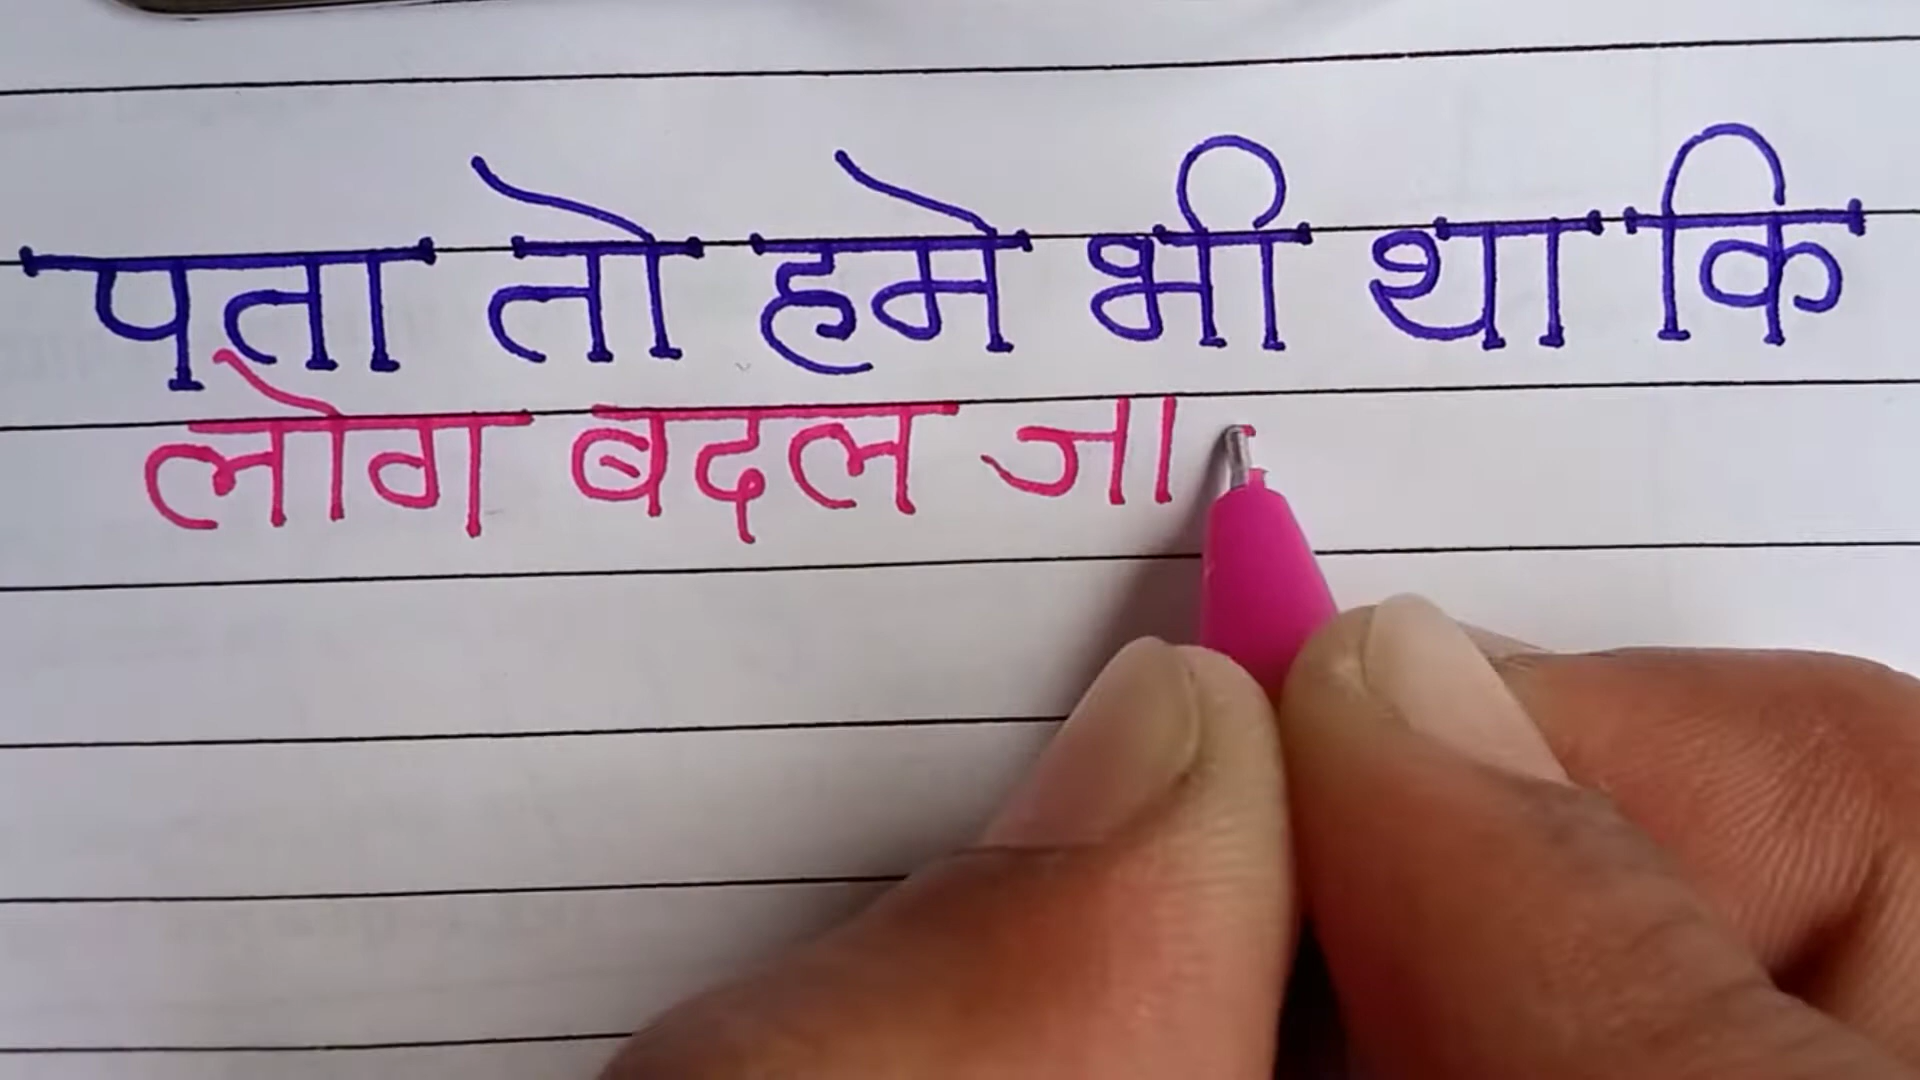 पता तो हमे भी था कि
लोग बदल जा